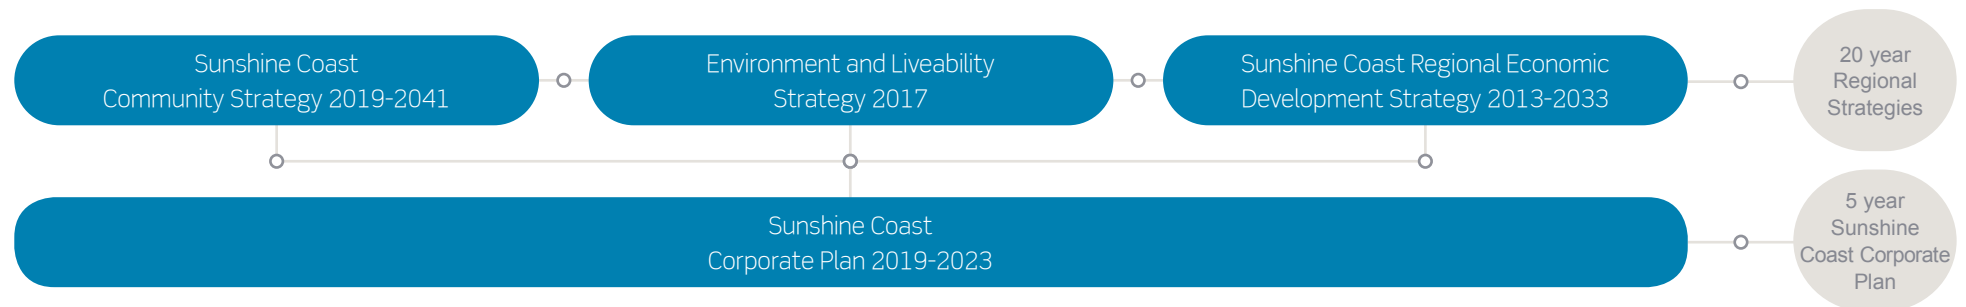 Sunshine Coast
Community Strategy 2019-2041
Environment and Liveability
Strategy 2017
Sunshine Coast Regional Economic
Development Strategy 2013-2033
20 year
Regional
Strategies
Sunshine Coast
Corporate Plan 2019-2023
5 year
Sunshine
Coast Corporate
Plan